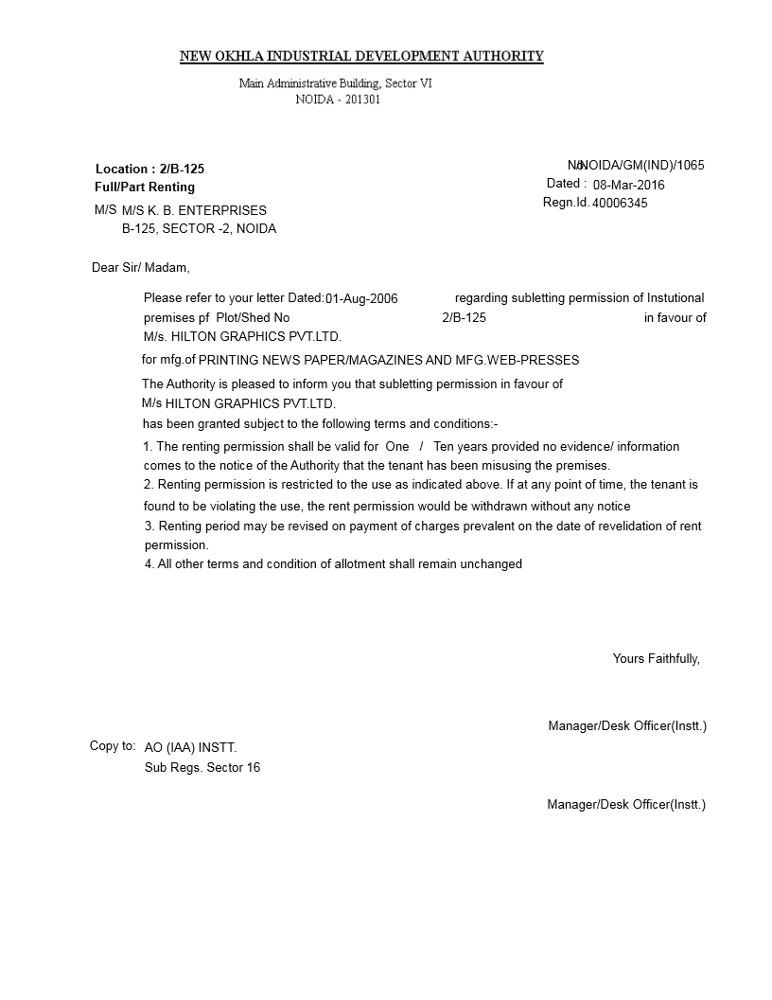 NEW OKHLA INDUSTRIAL DEVELOPMENT AUTHORITY
Main Administrative Building, Sector VI
NOIDA - 201301
Location : 2/B-125
NOIDA/GM(IND)/1065
Full/Part Renting
Dated : 08-Mar-2016
Regn.Id. 40006345
M/S M/S K. B. ENTERPRISES
B-125, SECTOR -2, NOIDA
Dear Sir/ Madam,
Please refer to your letter Dated:01-Aug-2006 regarding subletting permission of Instutional
premises pf Plot/Shed No 2/B-125 in favour of
M/s. HILTON GRAPHICS PVT.LTD.
for mfg.of PRINTING NEWS PAPER/MAGAZINES AND MFG.WEB-PRESSES
The Authority is pleased to inform you that subletting permission in favour of
M/s HILTON GRAPHICS PVT.LTD.
has been granted subject to the following terms and conditions:-
1. The renting permission shall be valid for One / Ten years provided no evidence/ information
comes to the notice of the Authority that the tenant has been misusing the premises.
2. Renting permission is restricted to the use as indicated above. If at any point of time, the tenant is
found to be violating the use, the rent permission would be withdrawn without any notice
3. Renting period may be revised on payment of charges prevalent on the date of revelidation of rent
permission.
4. All other terms and condition of allotment shall remain unchanged
Yours Faithfully,
Manager/Desk Officer(Instt.)
Copy to: AO (IAA) INSTT.
Sub Regs. Sector 16
Manager/Desk Officer(Instt.)